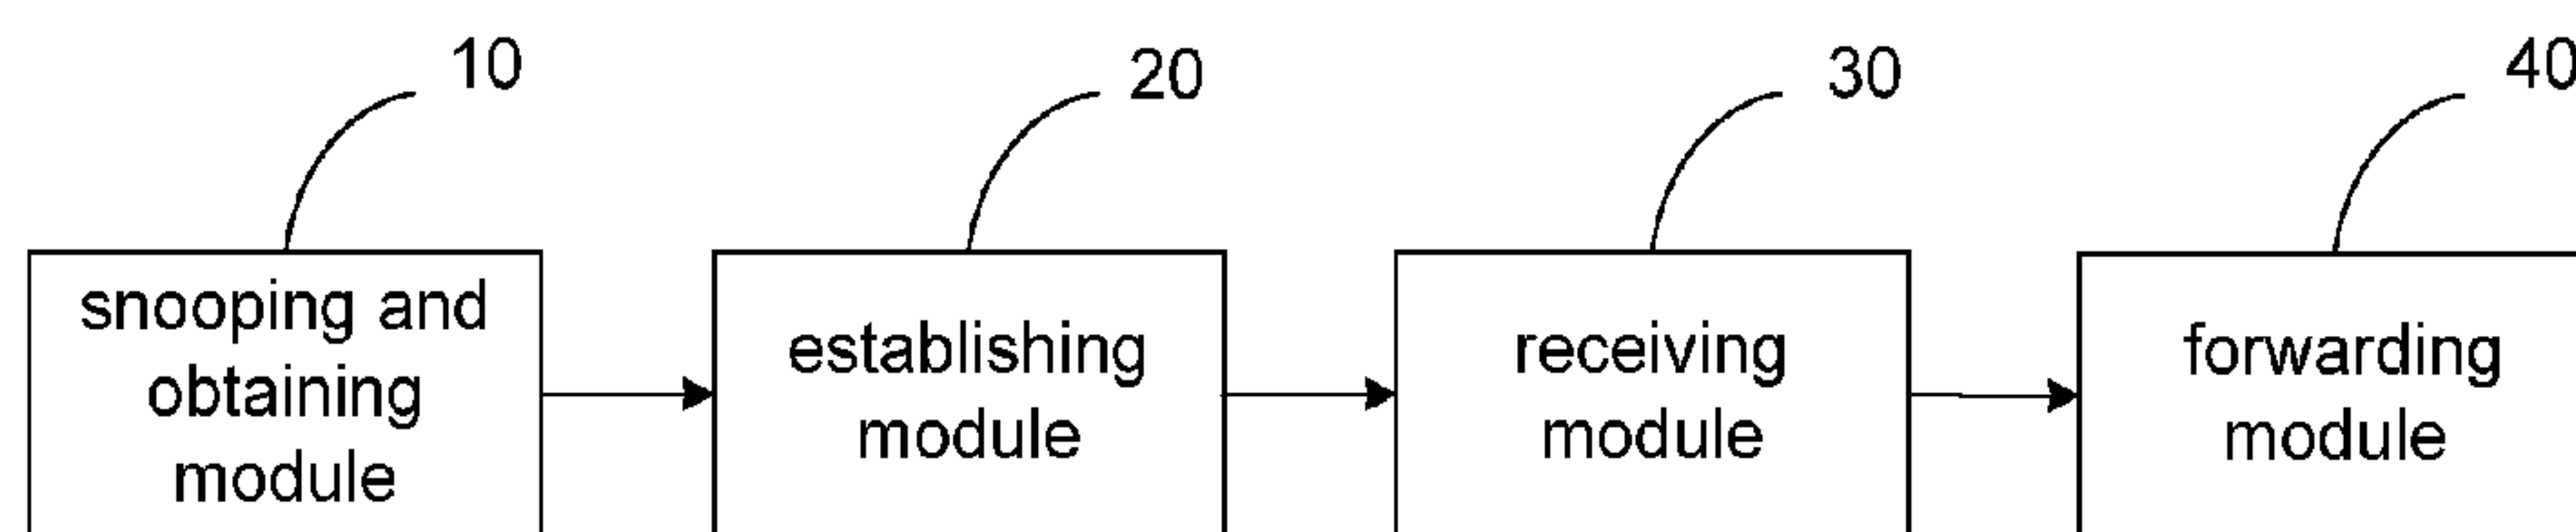 10
20
30
40
snooping and
obtaining
module
establishing
module
receiving
module
forwarding
module